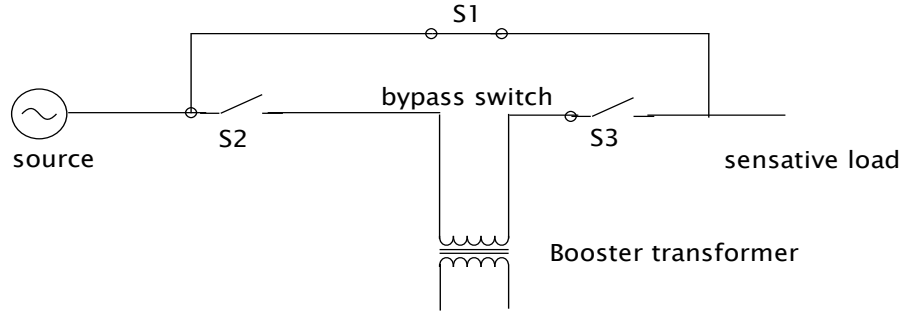 S1
bypass switch
S2
S3
source
sensative load
Booster transformer